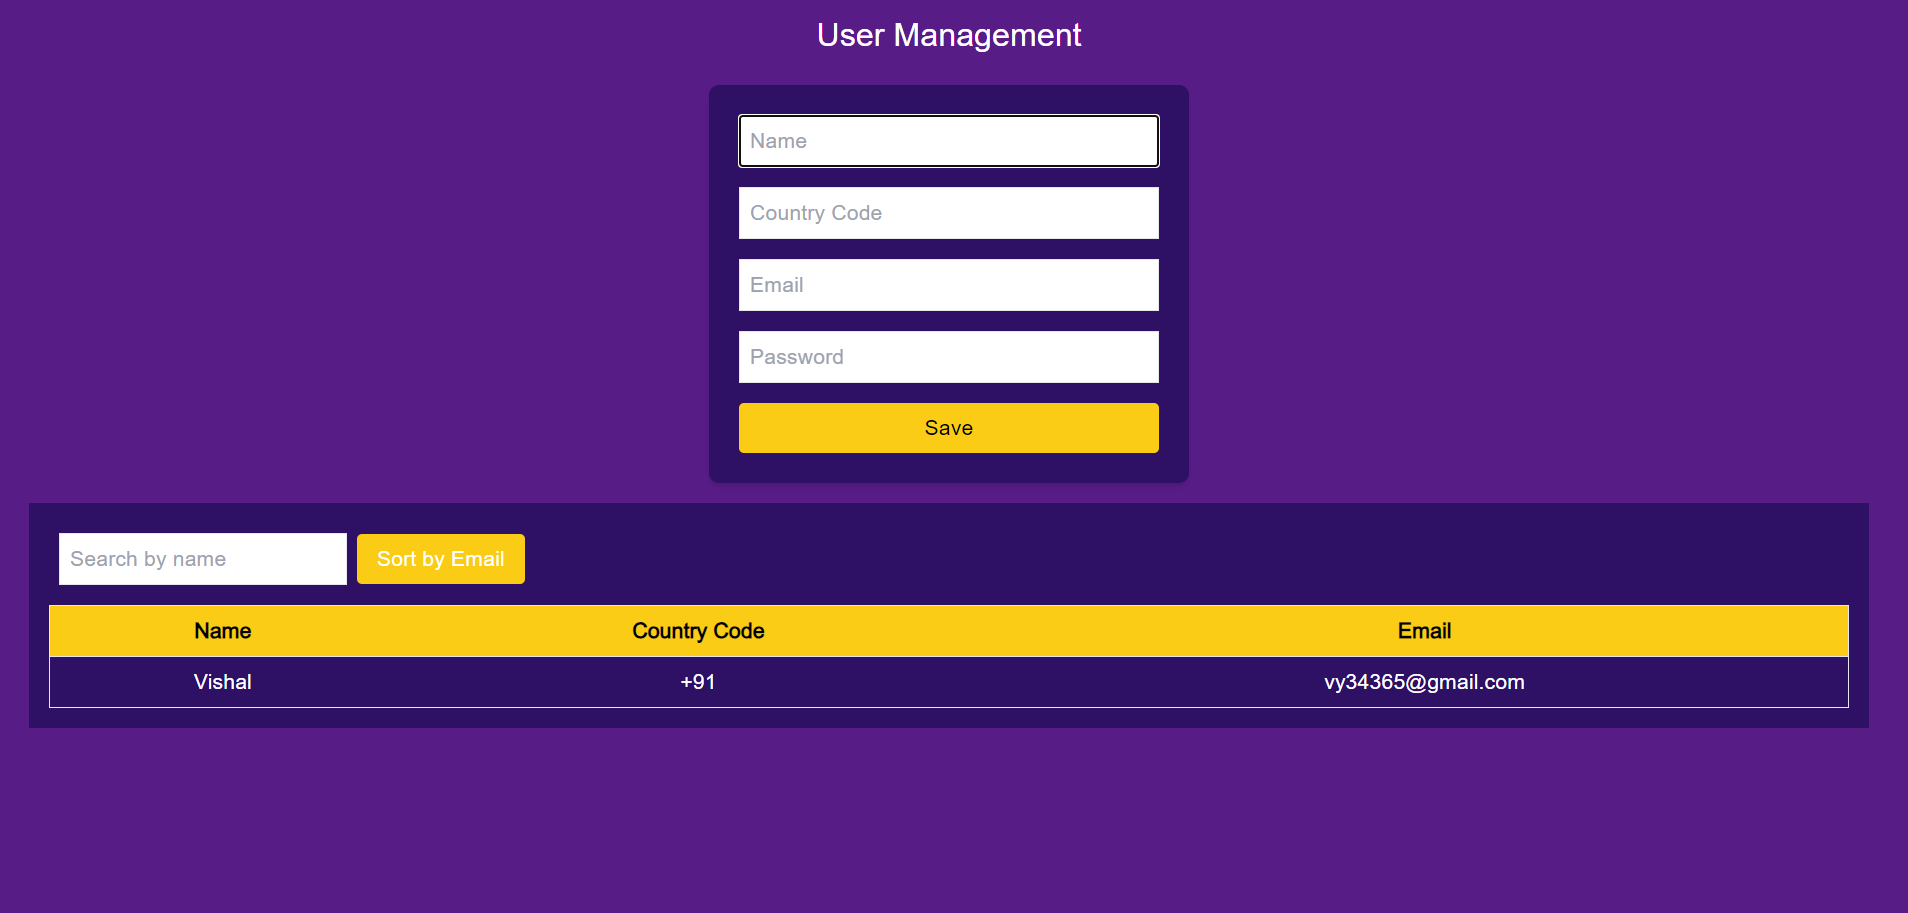 User Management
Name
Country Code
Email
Password
Save
Search by name Sort by Email
Name Country Code Email
Vishal +91 vy34365@gmail.com